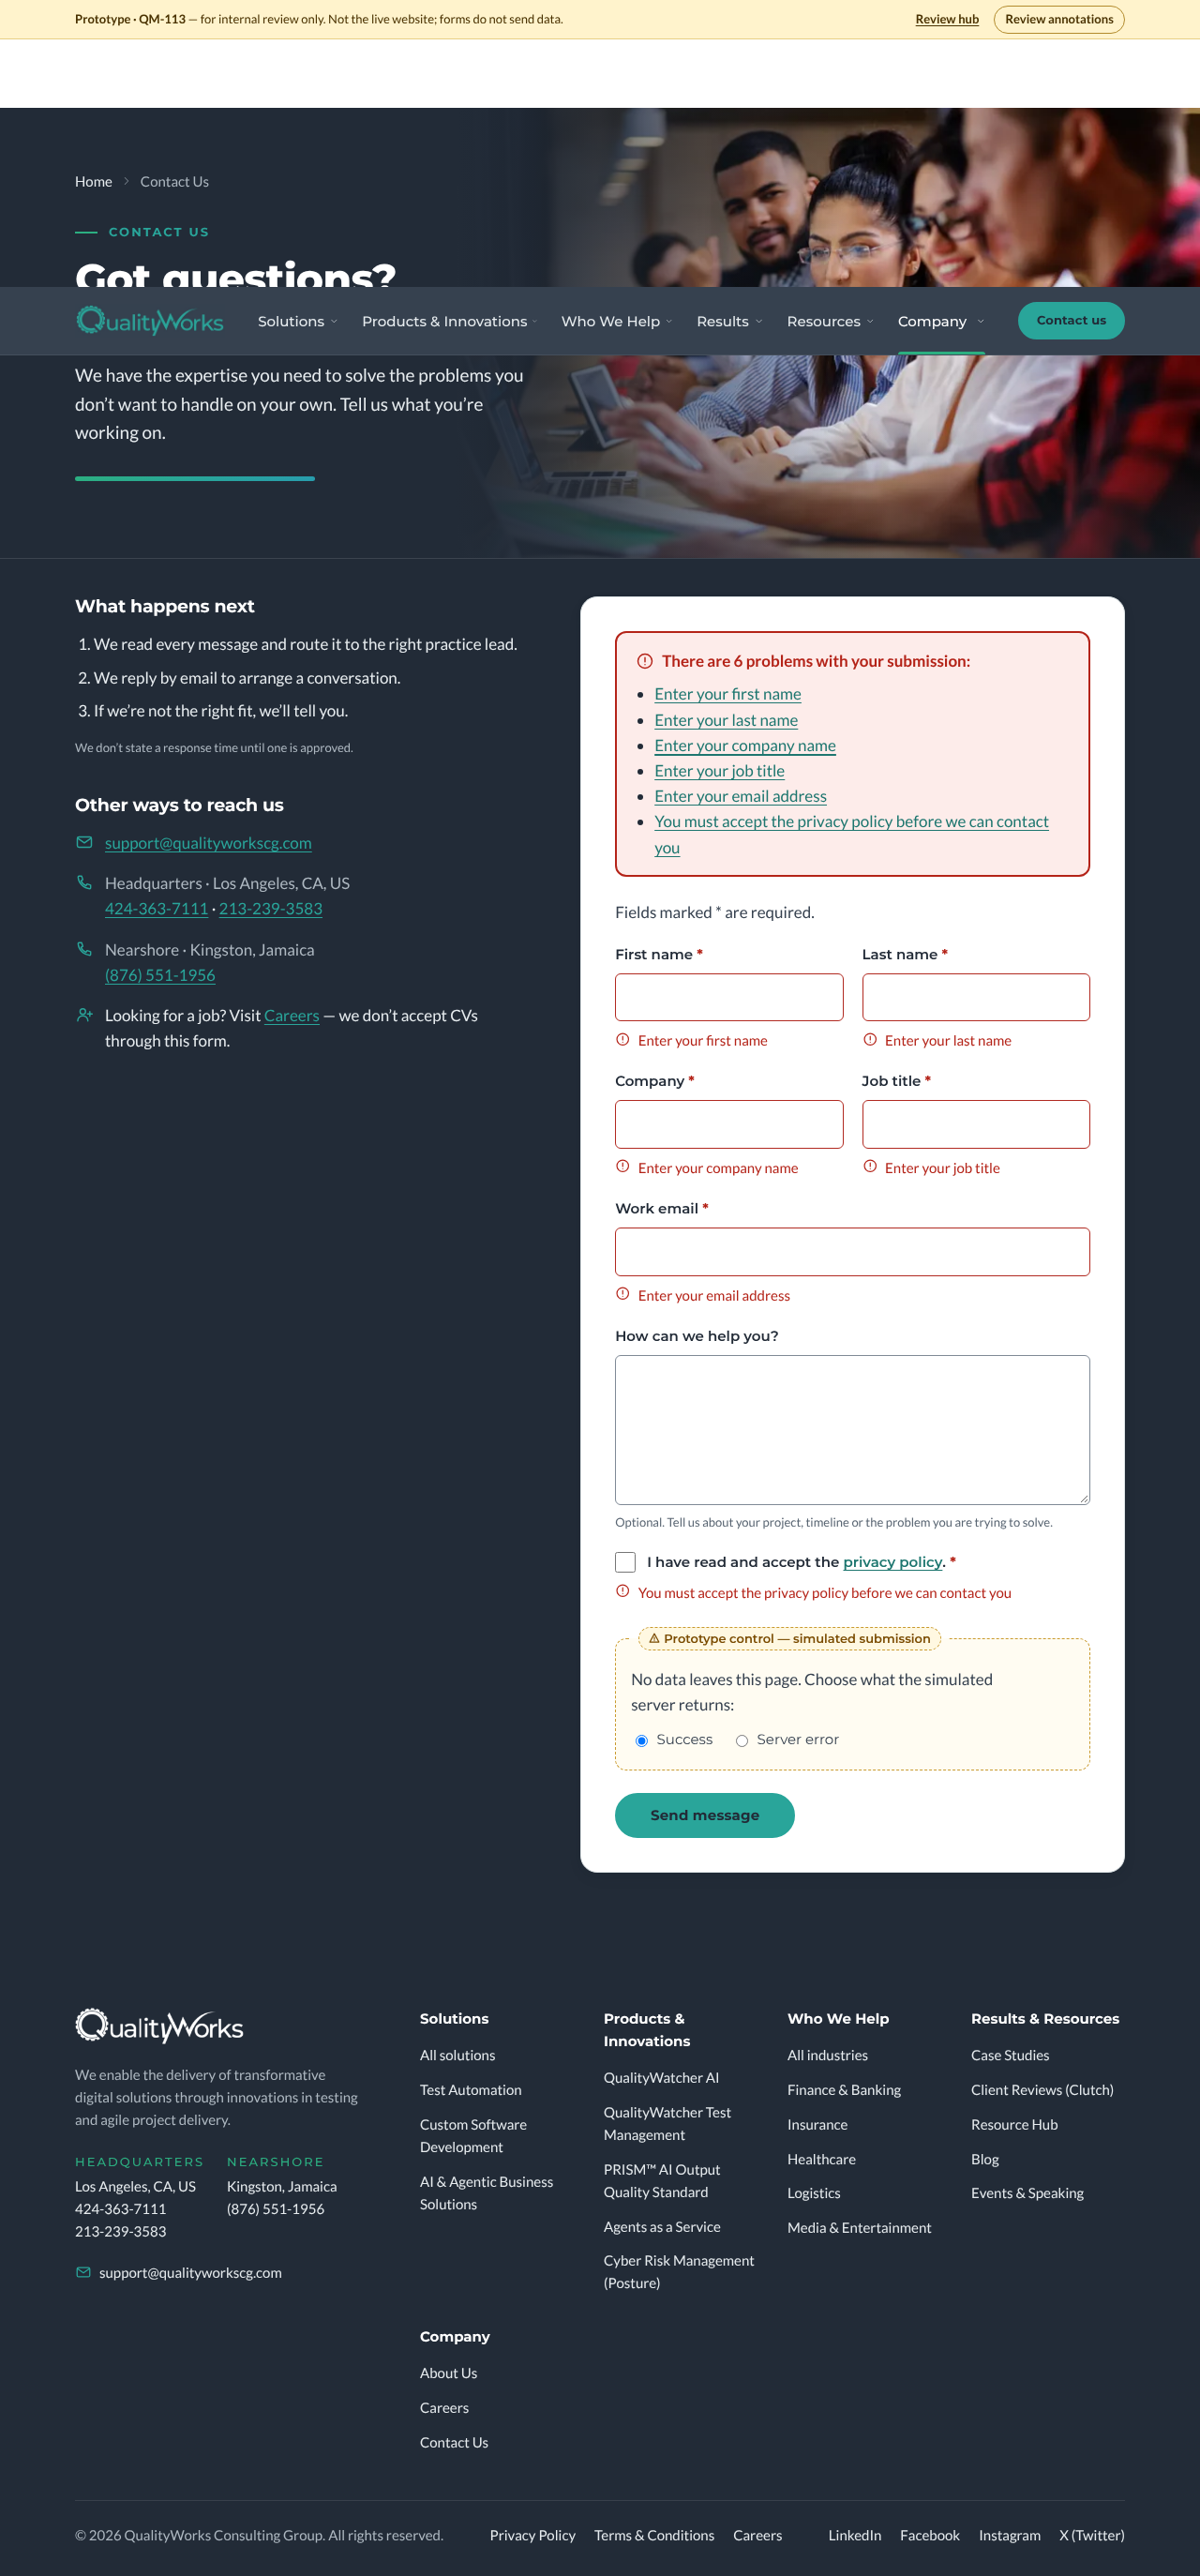 Prototype · QM-113 — for internal review only. Not the live website; forms do not send data.
Review hub
Review annotations
Home
Contact Us
CONTACT US
Got questions?
QualityWorks
Solutions
Products & Innovations
Who We Help
Results
Resources
Company
Contact us
We have the expertise you need to solve the problems you
don’t want to handle on your own. Tell us what you’re
working on.
What happens next
1. We read every message and route it to the right practice lead.
2. We reply by email to arrange a conversation.
3. If we’re not the right fit, we’ll tell you.
We don’t state a response time until one is approved.
Other ways to reach us
support@qualityworkscg.com
Headquarters · Los Angeles, CA, US
424-363-7111 · 213-239-3583
Nearshore · Kingston, Jamaica
(876) 551-1956
Looking for a job? Visit Careers — we don’t accept CVs
through this form.
There are 6 problems with your submission:
Enter your first name
Enter your last name
Enter your company name
Enter your job title
Enter your email address
You must accept the privacy policy before we can contact
you
Fields marked * are required.
First name *
Last name *
Enter your first name
Enter your last name
Company *
Job title *
Enter your company name
Enter your job title
Work email *
Enter your email address
How can we help you?
Optional. Tell us about your project, timeline or the problem you are trying to solve.
I have read and accept the privacy policy. *
You must accept the privacy policy before we can contact you
Prototype control — simulated submission
No data leaves this page. Choose what the simulated
server returns:
Success
Server error
Send message
QualityWorks
We enable the delivery of transformative
digital solutions through innovations in testing
and agile project delivery.
HEADQUARTERS
Los Angeles, CA, US
424-363-7111
213-239-3583
NEARSHORE
Kingston, Jamaica
(876) 551-1956
support@qualityworkscg.com
Solutions
All solutions
Test Automation
Custom Software
Development
AI & Agentic Business
Solutions
Products &
Innovations
QualityWatcher AI
QualityWatcher Test
Management
PRISM™ AI Output
Quality Standard
Agents as a Service
Cyber Risk Management
(Posture)
Who We Help
All industries
Finance & Banking
Insurance
Healthcare
Logistics
Media & Entertainment
Results & Resources
Case Studies
Client Reviews (Clutch)
Resource Hub
Blog
Events & Speaking
Company
About Us
Careers
Contact Us
© 2026 QualityWorks Consulting Group. All rights reserved.
Privacy Policy
Terms & Conditions
Careers
LinkedIn
Facebook
Instagram
X (Twitter)